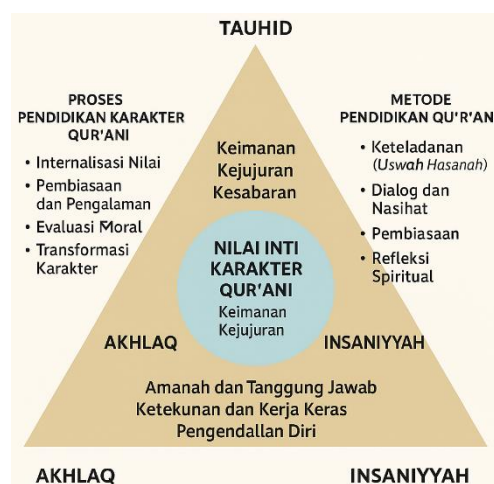 TAUHID
PROSES
PENDIDIKAN KARAKTER
QUR'ANI
• Internalisasi Nilai
• Pembiasaan
dan Pengalaman
• Evaluasi Moral
• Transformasi
Karakter
METODE
PENDIDIKAN QU'R'AN
• Keteladanan
(Uswah Hasanah)
• Dialog dan
Nasihat
• Pembiasaan
• Refleksi
Spiritual
Keimanan
Kejujuran
Kesabaran
NILAI INTI
KARAKTER
QUR'ANI
Keimanan
Kejujuran
AKHLAQ
INSANIYYAH
Amanah dan Tanggung Jawab
Ketekunan dan Kerja Keras
Pengendallan Diri
AKHLAQ
INSANIYYAH